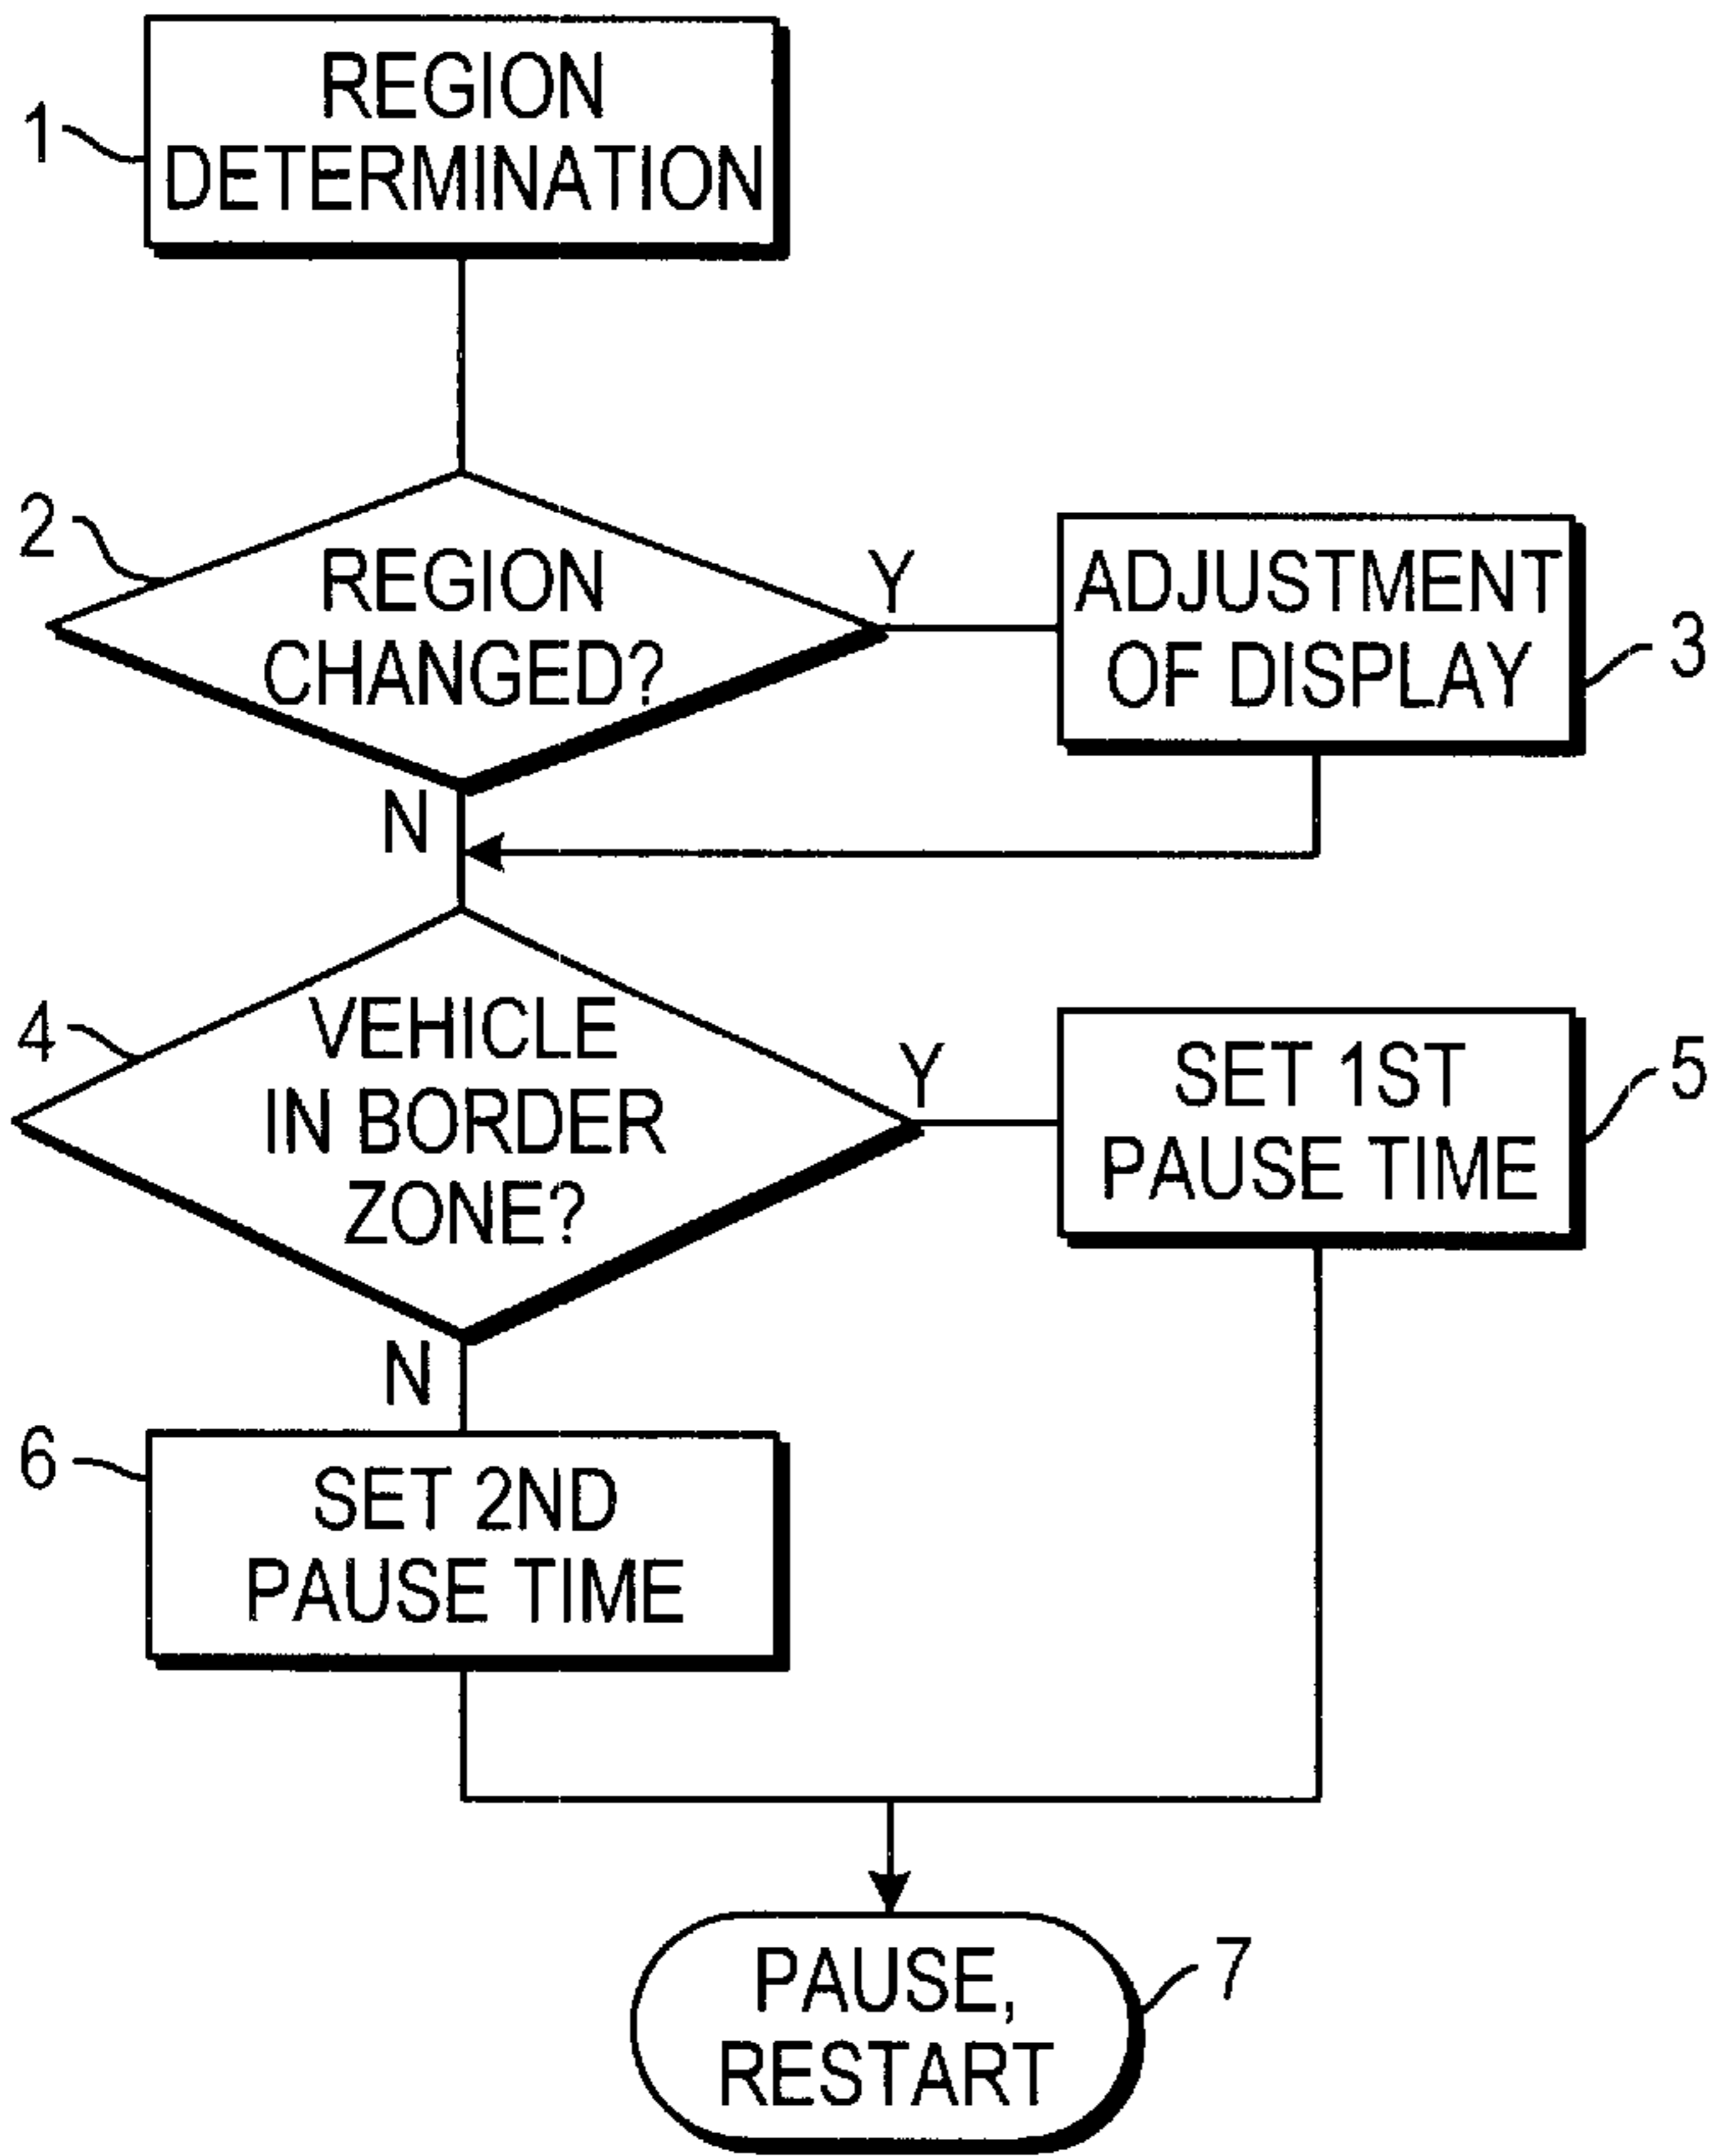 1
REGION
DETERMINATION
2
REGION
CHANGED?
Y
ADJUSTMENT
OF DISPLAY
3
N
4
VEHICLE
IN BORDER
ZONE?
Y
SET 1ST
PAUSE TIME
5
N
6
SET 2ND
PAUSE TIME
PAUSE,
RESTART
7